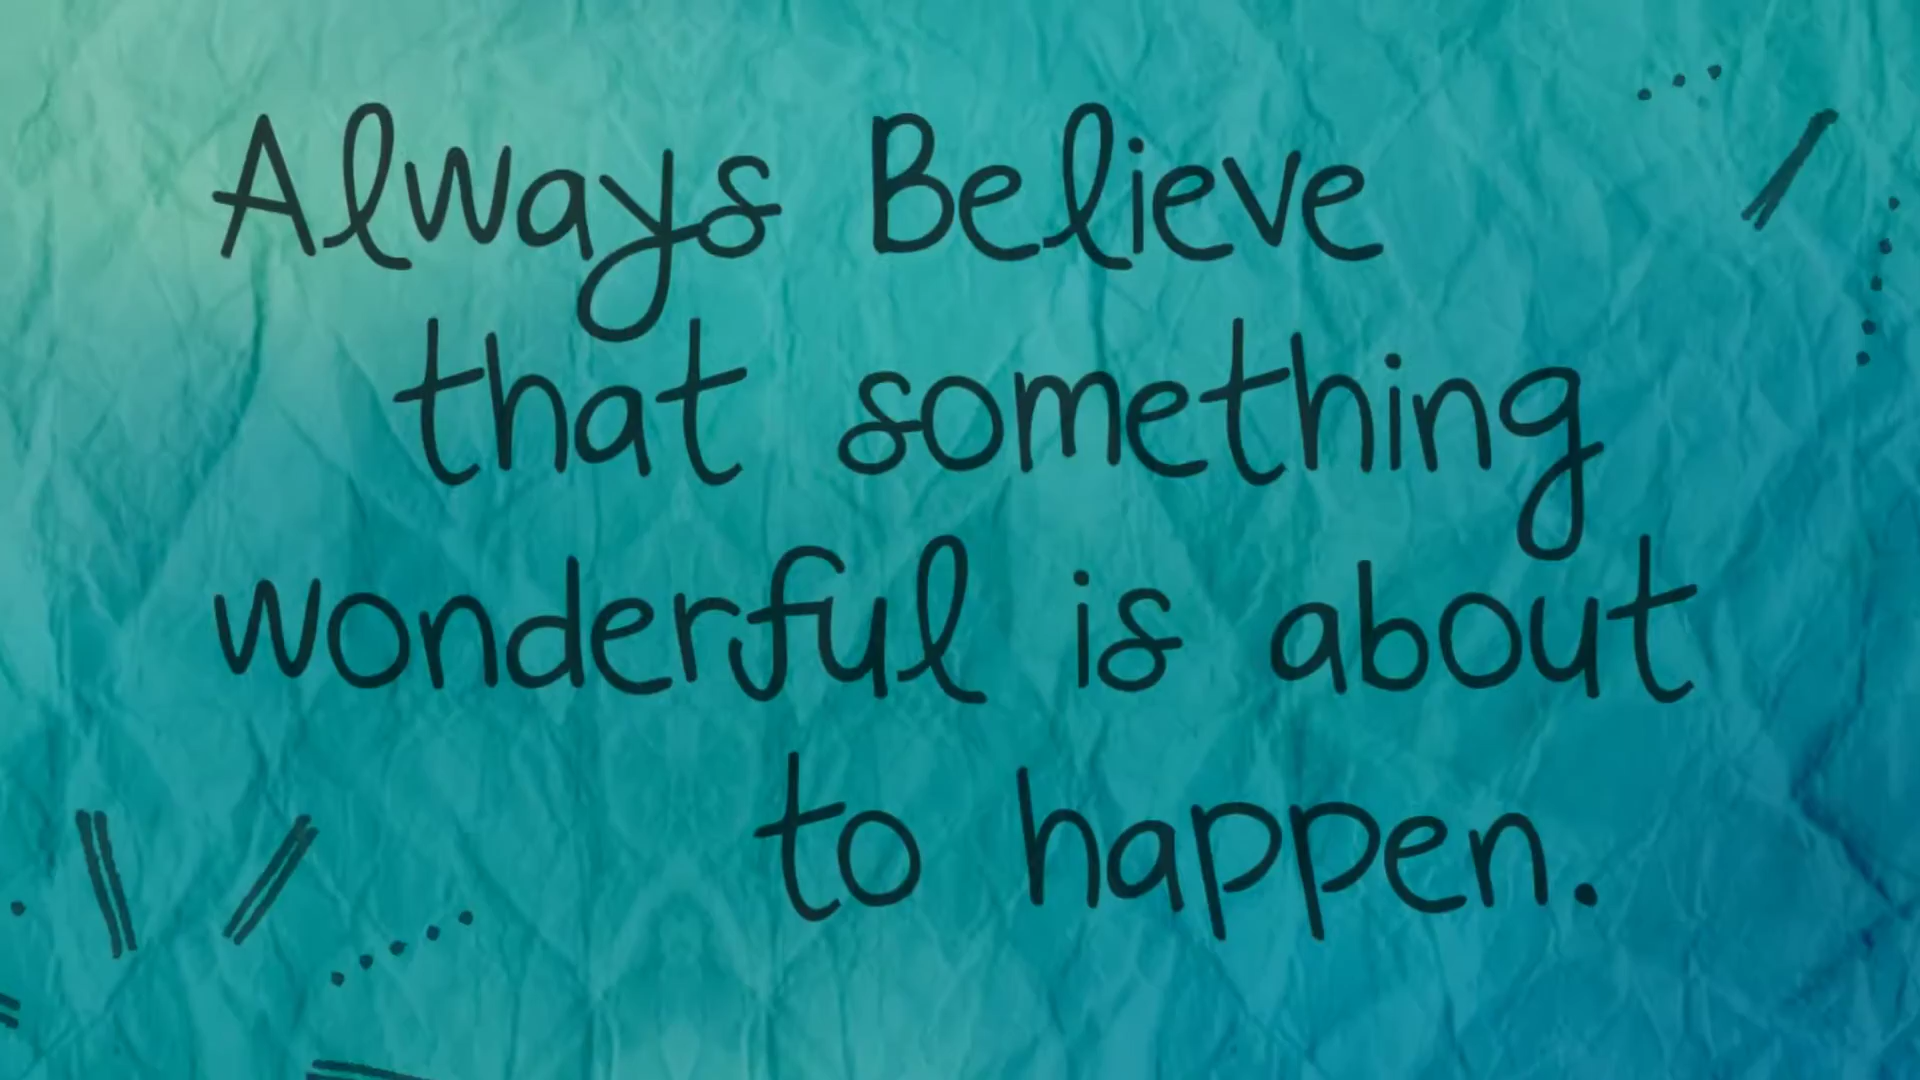 Always Believe
that something
wonderful is about
to happen.